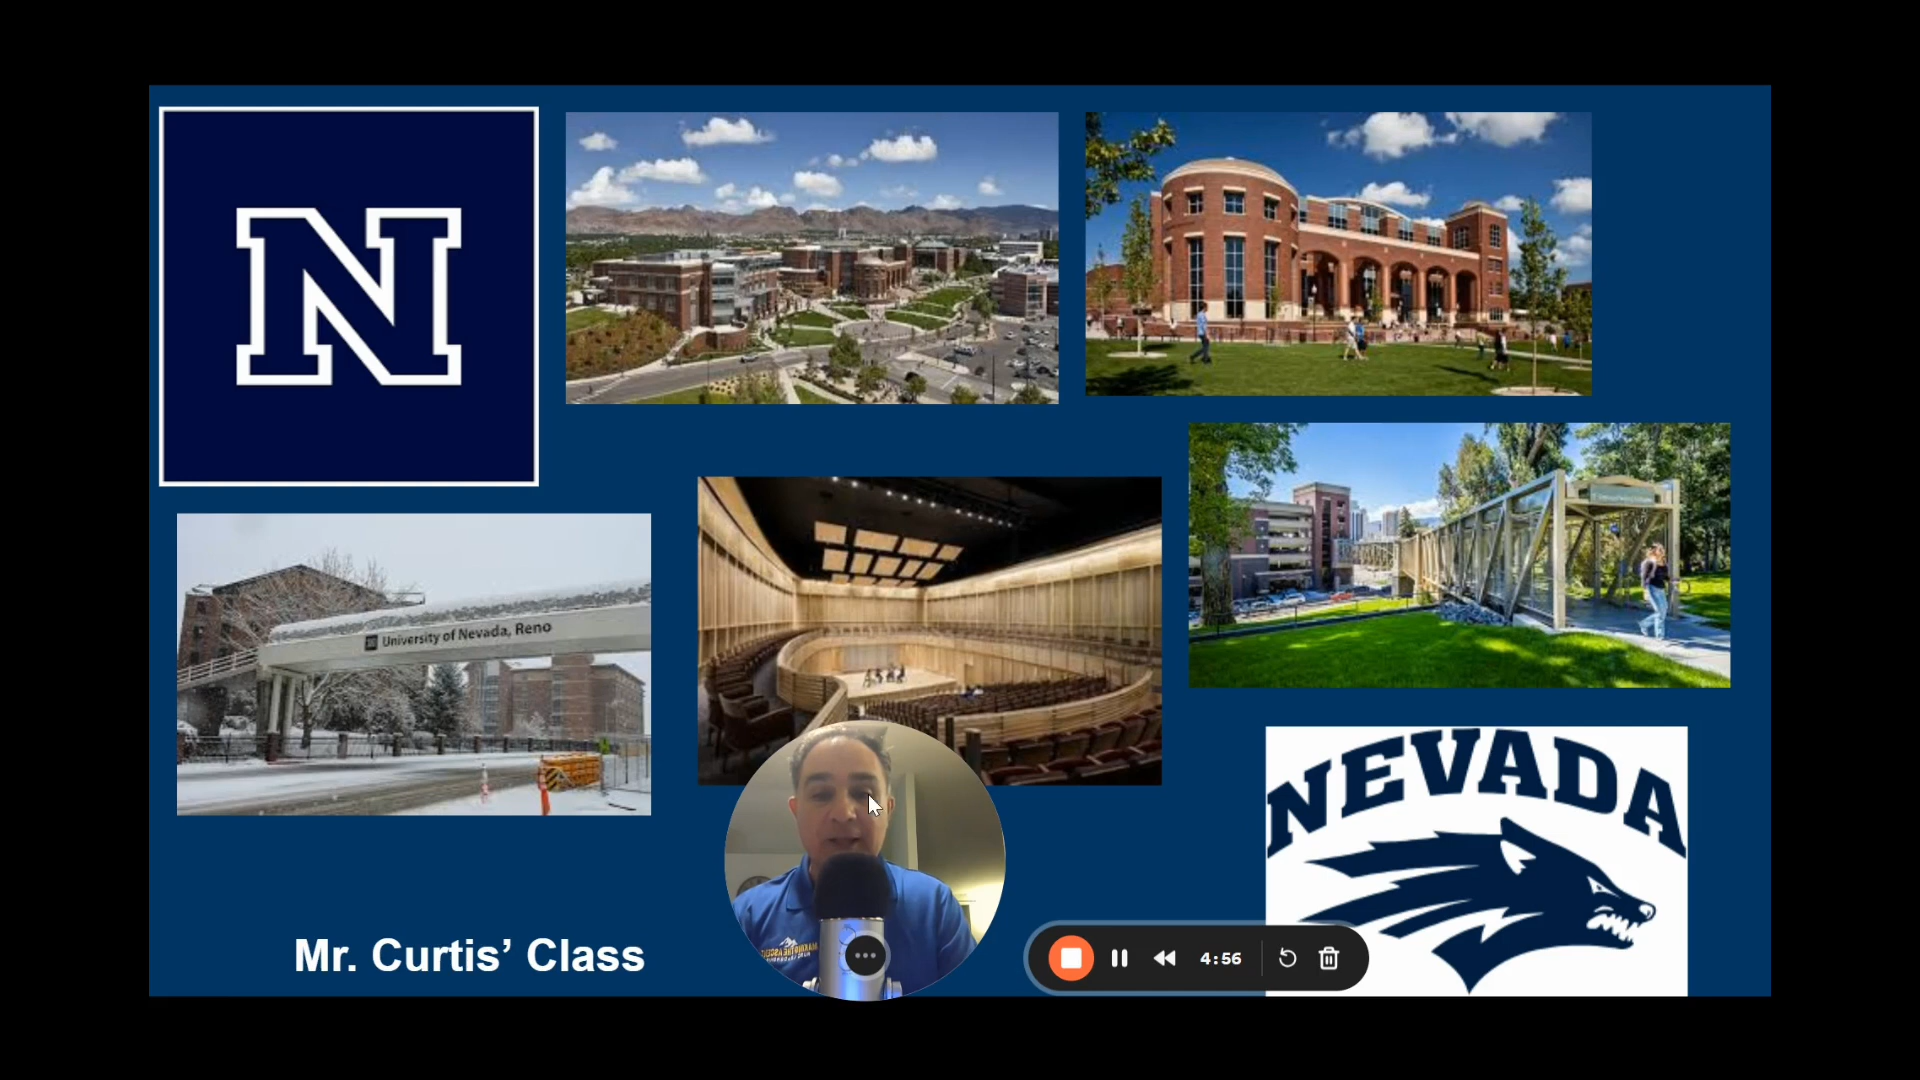 N
University of Nevada, Reno
NEVADA
Mr. Curtis’ Class
4:56